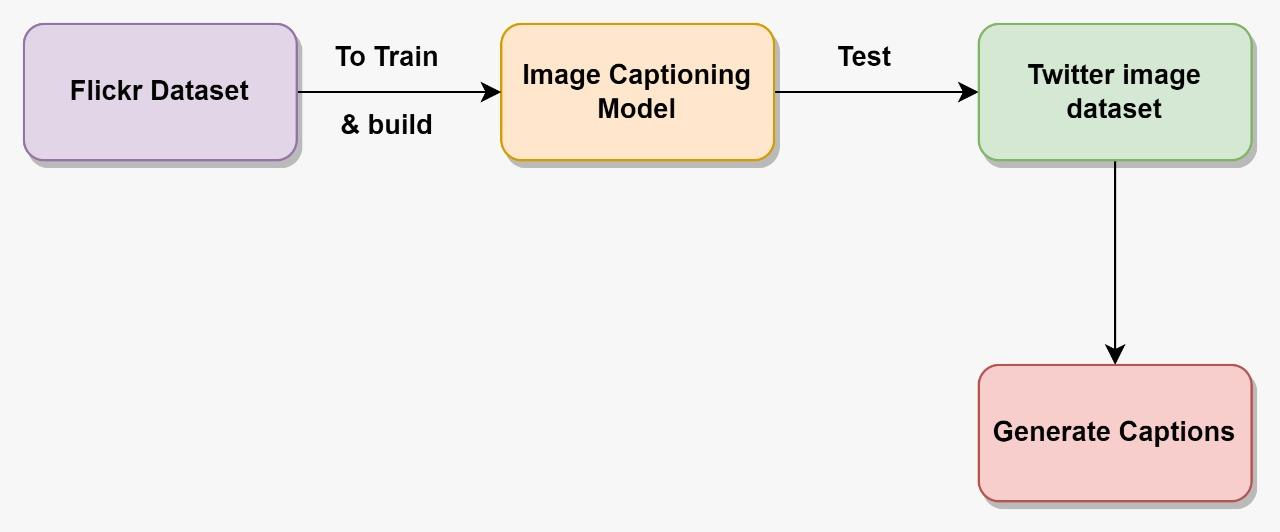 Flickr Dataset
To Train
& build
Image Captioning
Model
Test
Twitter image
dataset
Generate Captions